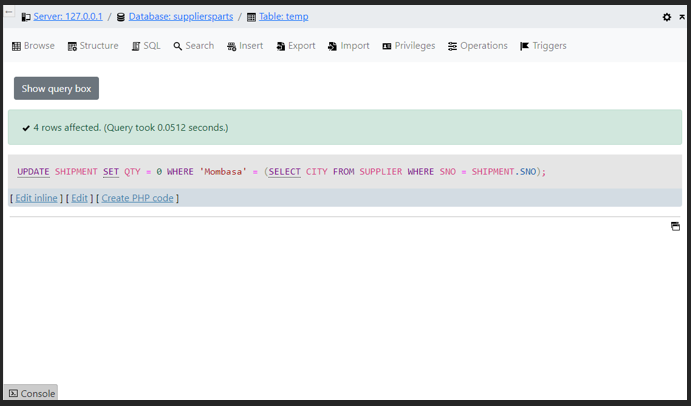 Server: 127.0.0.1 / Database: suppliersparts / Table: temp
Browse Structure SQL Search Insert Export Import Privileges Operations Triggers
Show query box
4 rows affected. (Query took 0.0512 seconds.)
UPDATE SHIPMENT SET QTY = 0 WHERE 'Mombasa' = (SELECT CITY FROM SUPPLIER WHERE SNO = SHIPMENT.SNO);
[ Edit inline ] [ Edit ] [ Create PHP code ]
Console